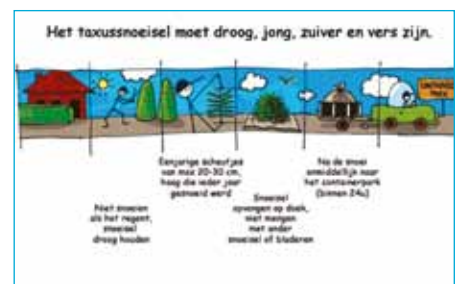 Het taxussnoeisel moet droog, jong, zuiver en vers zijn.
CONTAINER
PARK
Eenjarige scheutjes
van max 20-30 cm,
haag die ieder jaar
gesnoeid werd
Na de snoei
onmiddellijk naar
het containerpark
(binnen 24u)
Niet snoeien
als het regent,
snoeisel
droog houden
Snoeisel
opvangen op doek,
niet mengen
met ander
snoeisel of bladeren